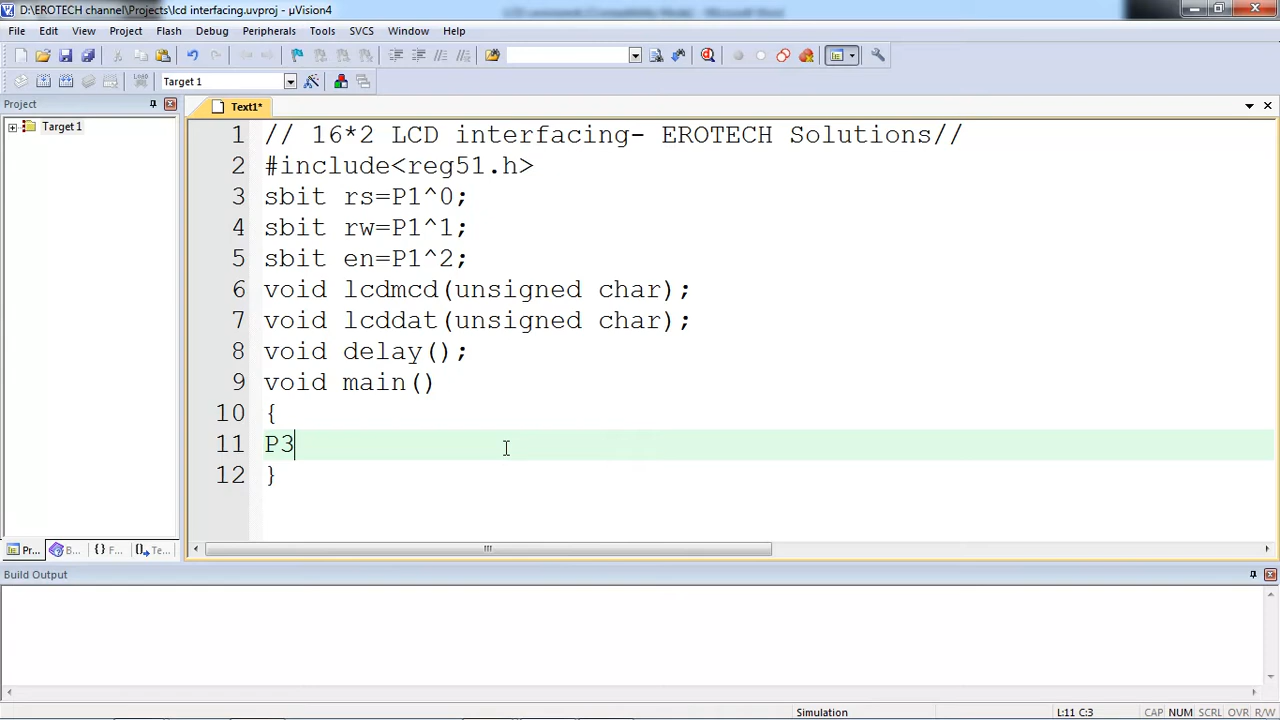 D:\EROTECH channel\Projects\lcd interfacing.uvproj - µVision4
File Edit View Project Flash Debug Peripherals Tools SVCS Window Help
LOAD Target 1
Project
Text1*
Target 1
1 // 16*2 LCD interfacing- EROTECH Solutions//
2 #include<reg51.h>
3 sbit rs=P1^0;
4 sbit rw=P1^1;
5 sbit en=P1^2;
6 void lcdmcd(unsigned char);
7 void lcddat(unsigned char);
8 void delay();
9 void main()
10 {
11 P3
12 }
Pr... B... {} F... Te...
Build Output
Simulation L:11 C:3 CAP NUM SCRL OVR R/W